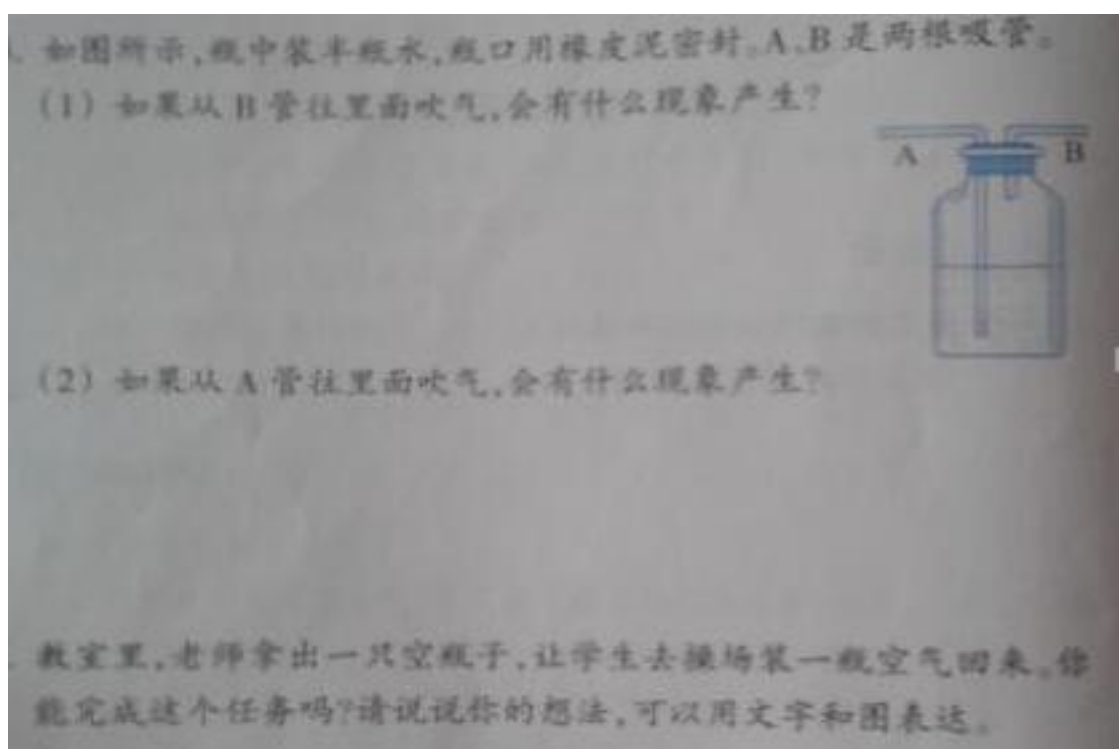 如图所示,瓶中装半瓶水,瓶口用橡皮泥密封。A、B是两根吸管。
(1) 如果从 B 管往里面吹气,会有什么现象产生?
A
B
(2) 如果从 A 管往里面吹气,会有什么现象产生?
教室里,老师拿出一只空瓶子,让学生去操场装一瓶空气回来。你
能完成这个任务吗?请说说你的想法,可以用文字和图表达。